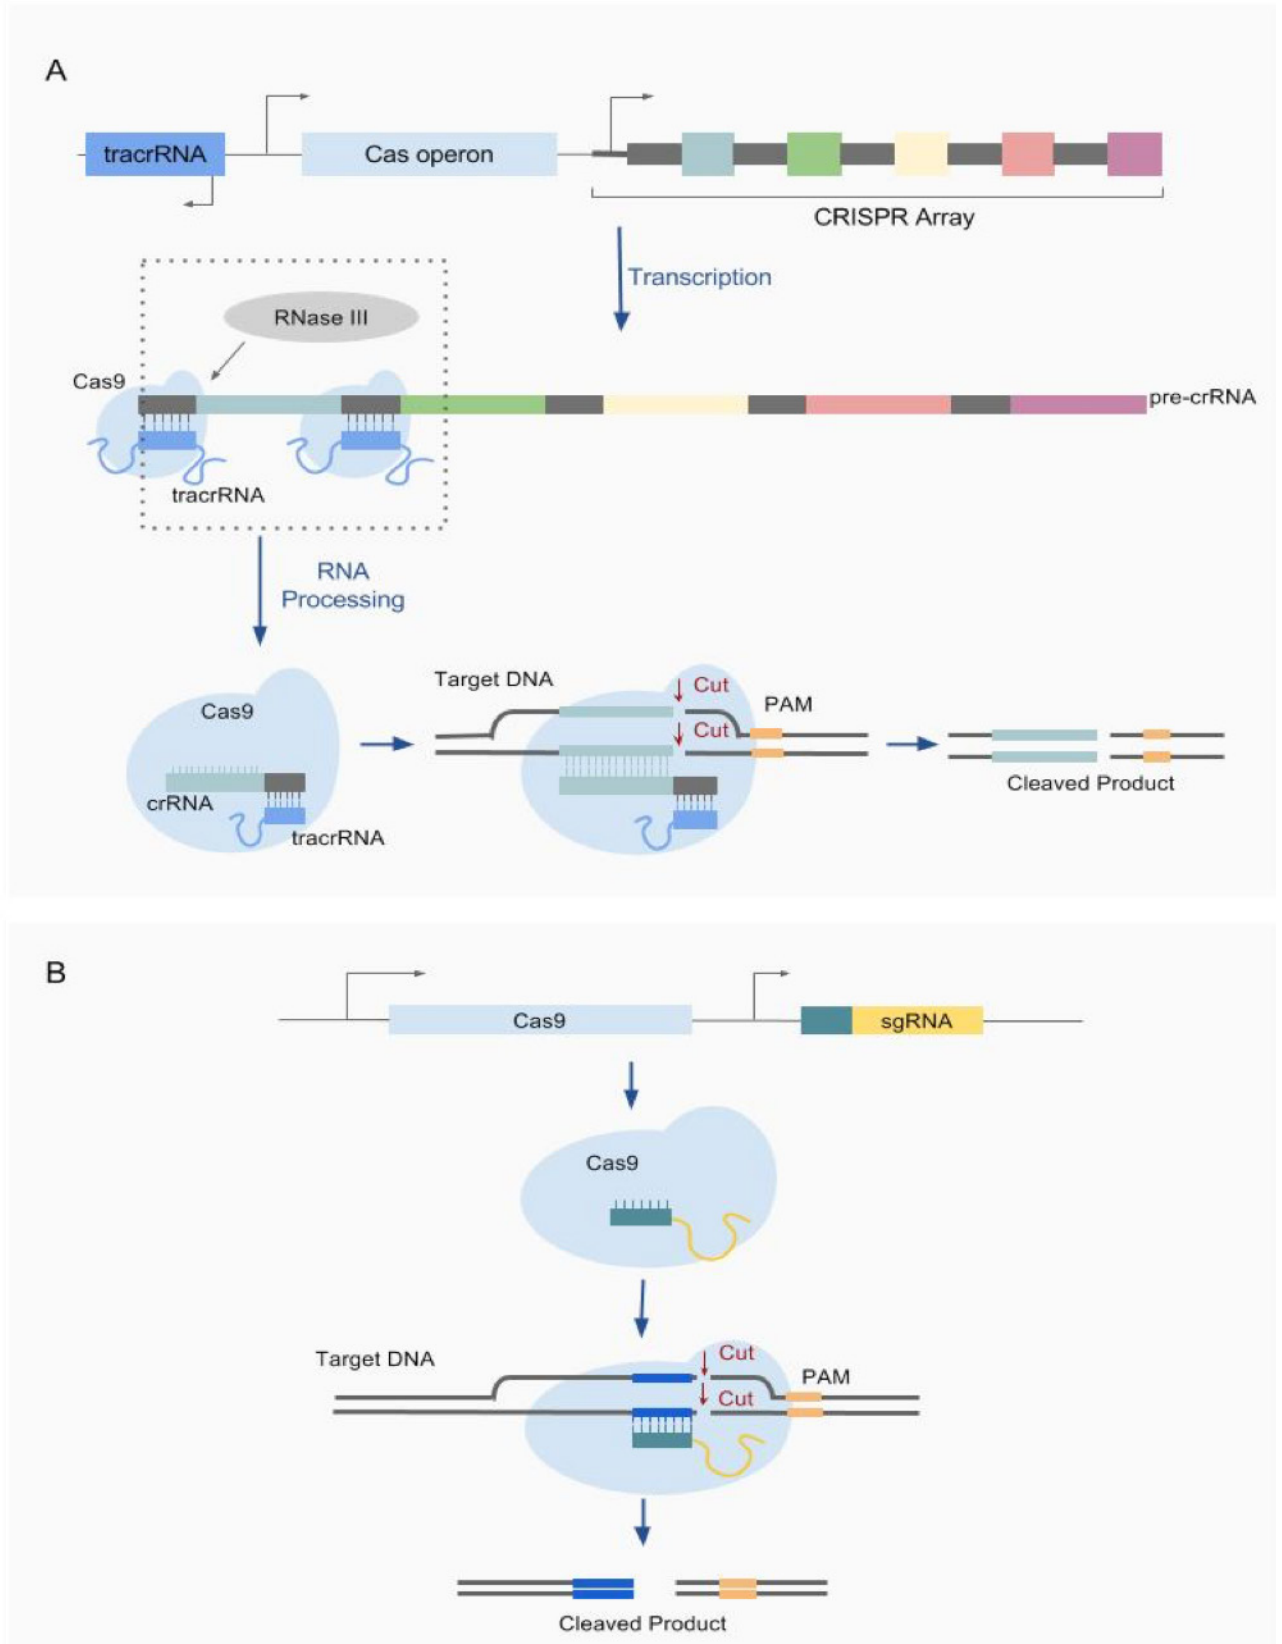 A
tracrRNA
Cas operon
CRISPR Array
Transcription
RNase III
Cas9
pre-crRNA
tracrRNA
RNA
Processing
Target DNA
Cut
PAM
Cas9
Cut
crRNA
tracrRNA
Cleaved Product
B
Cas9
sgRNA
Cas9
Target DNA
Cut
PAM
Cut
Cleaved Product